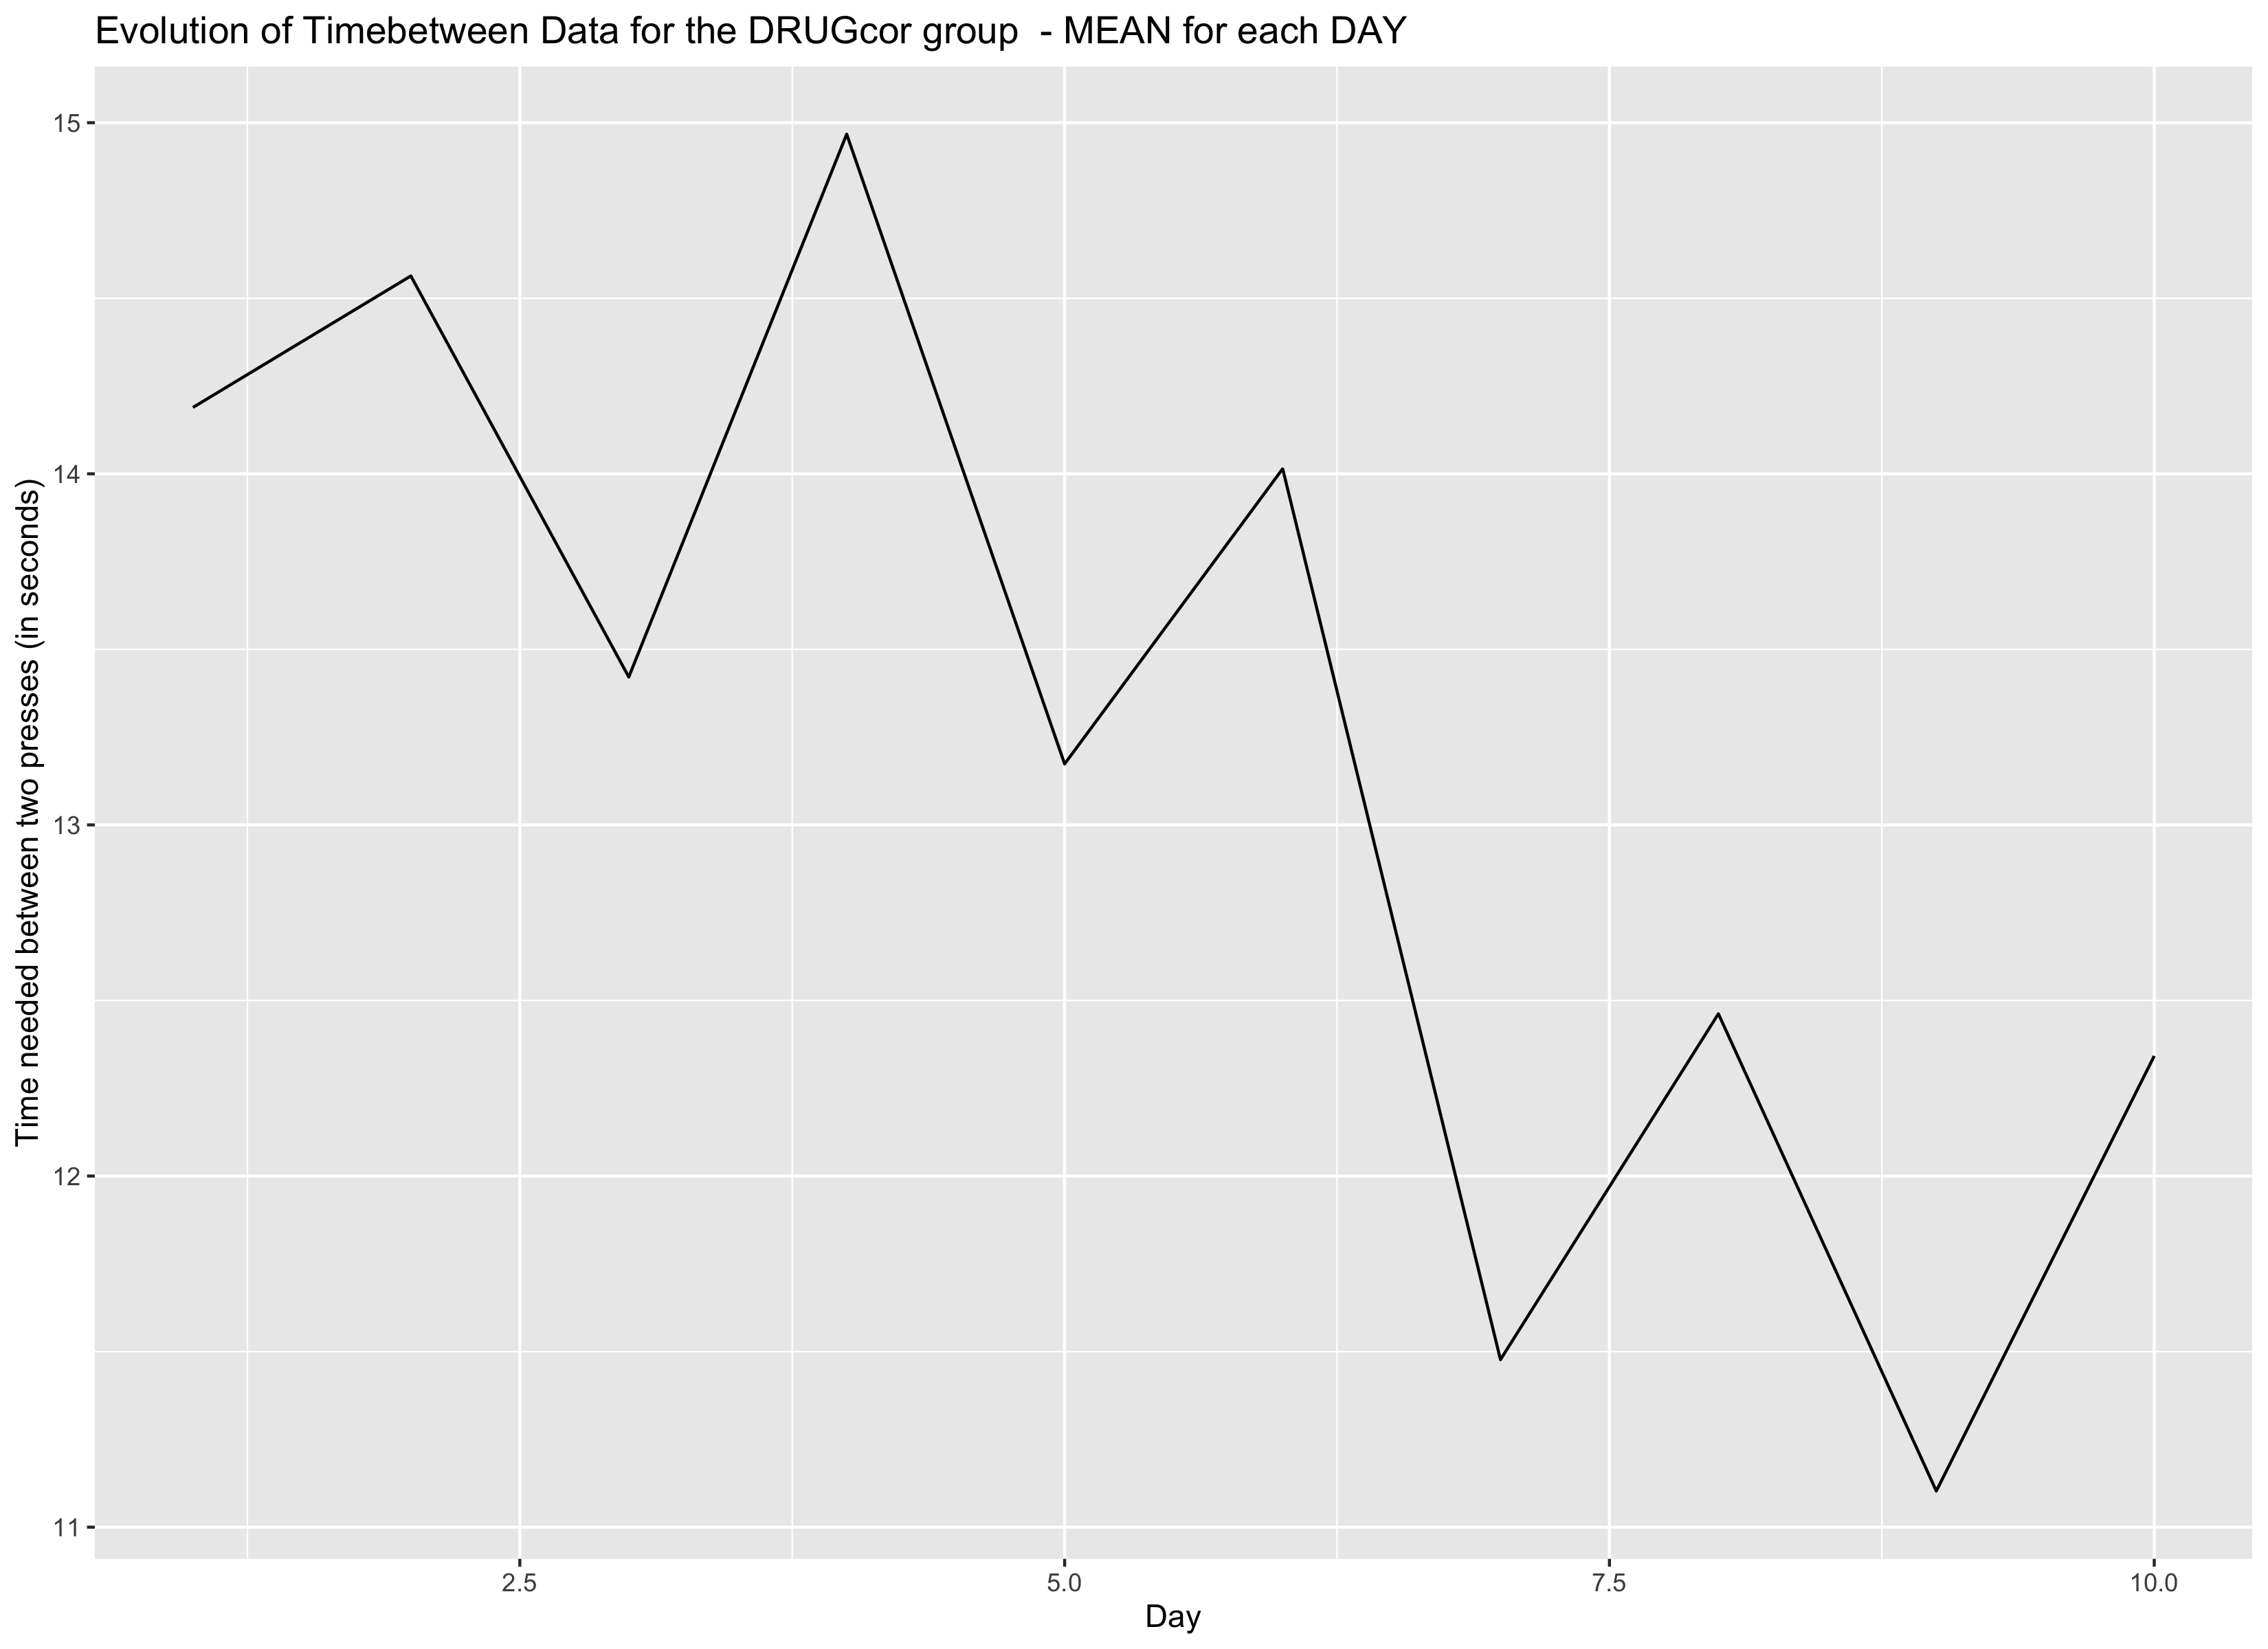 Evolution of Timebetween Data for the DRUGcor group  - MEAN for each DAY
Time needed between two presses (in seconds)
15
14
13
12
11
2.5 5.0 7.5 10.0
Day